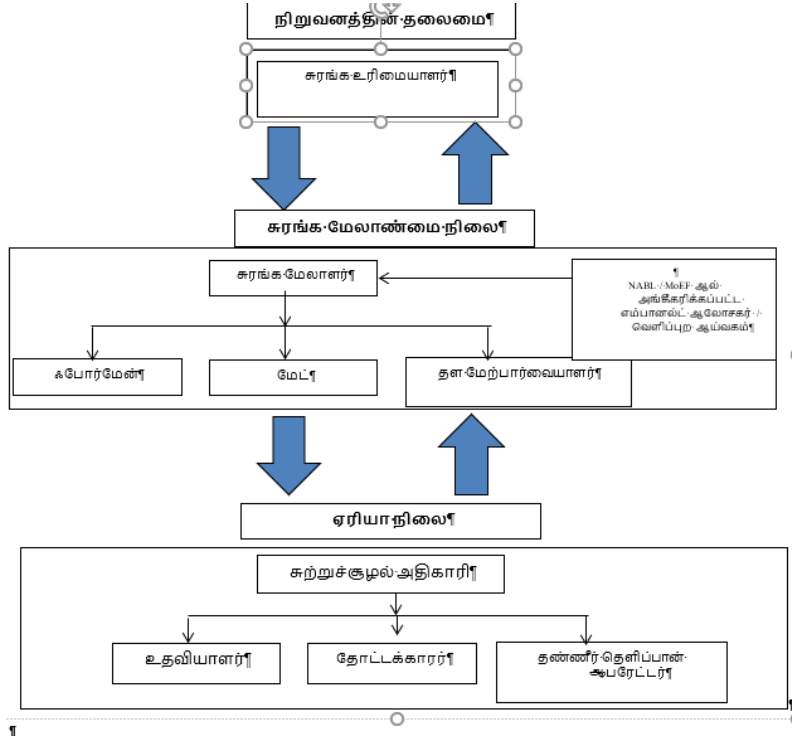 நிறுவனத்தின் தலைமை¶
சுரங்க உரிமையாளர்¶
சுரங்க மேலாண்மை நிலை¶
சுரங்க மேலாளர்¶
¶
NABL / MoEF ஆல்
அங்கீகரிக்கப்பட்ட
எம்பானல்ட் ஆலோசகர் /
வெளிப்புற ஆய்வகம்¶
ஃபோர்மேன்¶
மேட்¶
தள மேற்பார்வையாளர்¶
ஏரியா நிலை¶
சுற்றுச்சூழல் அதிகாரி¶
உதவியாளர்¶
தோட்டக்காரர்¶
தண்ணீர் தெளிப்பான்
ஆபரேட்டர்¶
¶
¶